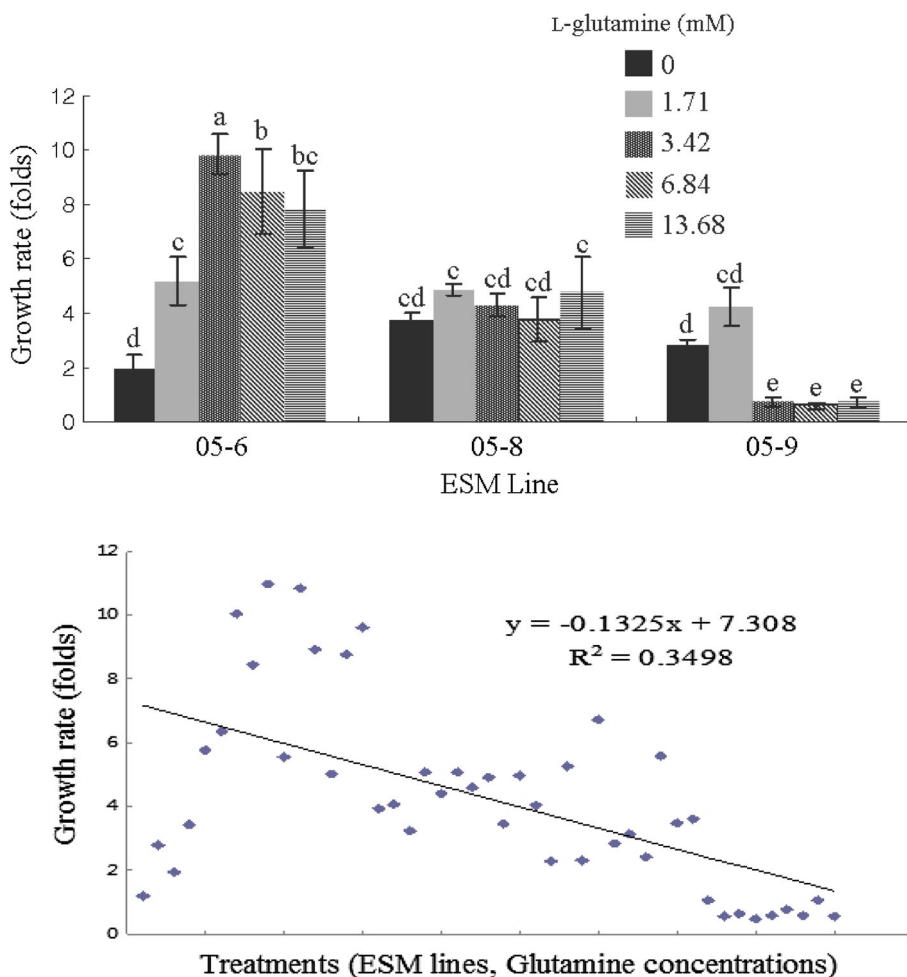 L-glutamine (mM)
0
1.71
3.42
6.84
13.68
Growth rate (folds)
12
10
8
6
4
2
0
d
c
a
b
bc
cd
c
cd
cd
c
d
cd
e
e
e
05-6
05-8
05-9
ESM Line
Growth rate (folds)
12
10
8
6
4
2
0
y = -0.1325x + 7.308
R² = 0.3498
Treatments (ESM lines, Glutamine concentrations)